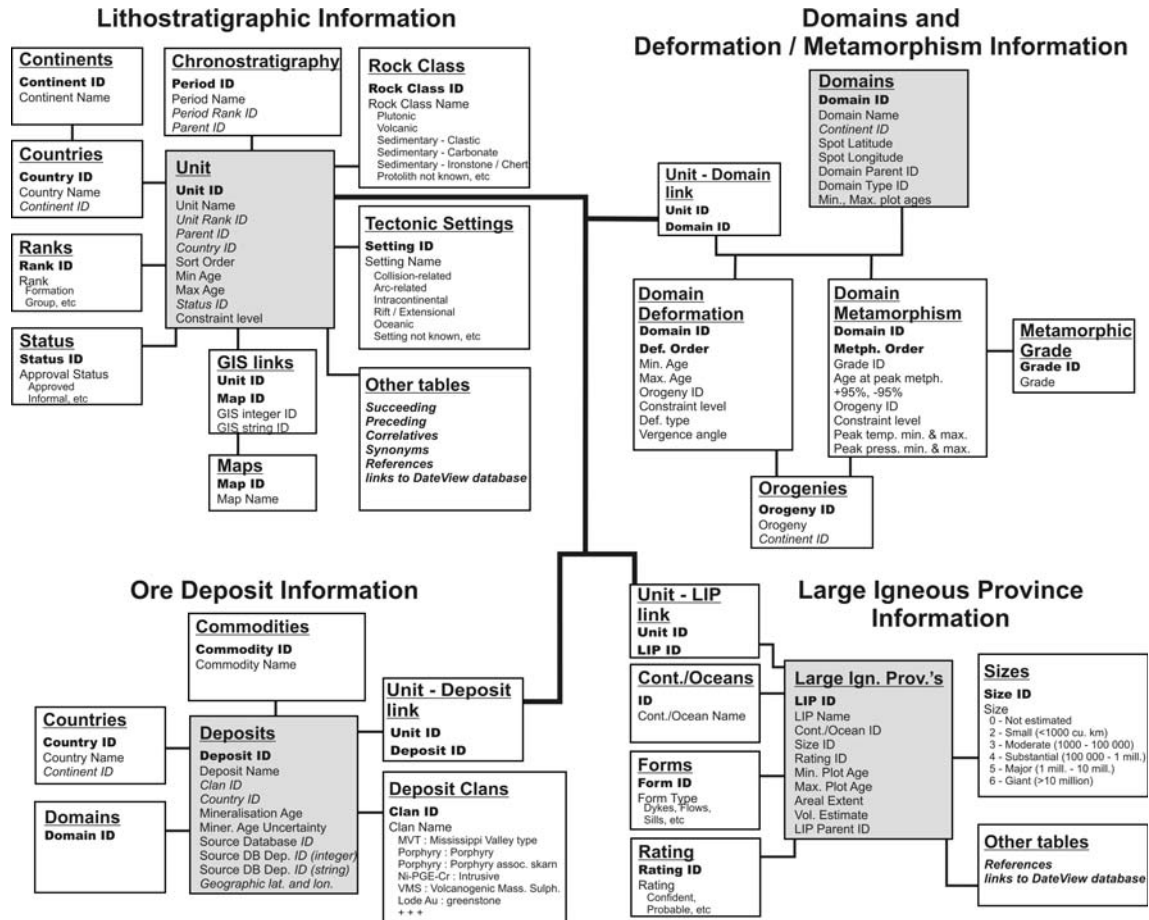 Lithostratigraphic Information
Continents
Continent ID
Continent Name
Chronostratigraphy
Period ID
Period Name
Period Rank ID
Parent ID
Rock Class
Rock Class ID
Rock Class Name
Plutonic
Volcanic
Sedimentary - Clastic
Sedimentary - Carbonate
Sedimentary - Ironstone / Chert
Protolith not known, etc
Countries
Country ID
Country Name
Continent ID
Unit
Unit ID
Unit Name
Unit Rank ID
Parent ID
Country ID
Sort Order
Min Age
Max Age
Status ID
Constraint level
Ranks
Rank ID
Rank
Formation
Group, etc
Tectonic Settings
Setting ID
Setting Name
Collision-related
Arc-related
Intracontinental
Rift / Extensional
Oceanic
Setting not known, etc
Status
Status ID
Approval Status
Approved
Informal, etc
GIS links
Unit ID
Map ID
GIS integer ID
GIS string ID
Maps
Map ID
Map Name
Other tables
Succeeding
Preceding
Correlatives
Synonyms
References
links to DateView database
Domains and
Deformation / Metamorphism Information
Domains
Domain ID
Domain Name
Continent ID
Spot Latitude
Spot Longitude
Domain Parent ID
Domain Type ID
Min., Max. plot ages
Unit - Domain
link
Unit ID
Domain ID
Domain
Deformation
Domain ID
Def. Order
Min. Age
Max. Age
Orogeny ID
Constraint level
Def. type
Vergence angle
Domain
Metamorphism
Domain ID
Metph. Order
Grade ID
Age at peak metph.
+95%, -95%
Orogeny ID
Constraint level
Peak temp. min. & max.
Peak press. min. & max.
Metamorphic
Grade
Grade ID
Grade
Orogenies
Orogeny ID
Orogeny
Continent ID
Ore Deposit Information
Commodities
Commodity ID
Commodity Name
Countries
Country ID
Country Name
Continent ID
Domains
Domain ID
Deposits
Deposit ID
Deposit Name
Clan ID
Country ID
Mineralisation Age
Miner. Age Uncertainty
Source Database ID
Source DB Dep. ID (integer)
Source DB Dep. ID (string)
Geographic lat. and lon.
Unit - Deposit
link
Unit ID
Deposit ID
Deposit Clans
Clan ID
Clan Name
MVT : Mississippi Valley type
Porphyry : Porphyry
Porphyry : Porphyry assoc. skarn
Ni-PGE-Cr : Intrusive
VMS : Volcanogenic Mass. Sulph.
Lode Au : greenstone
+ + +
Large Igneous Province
Information
Unit - LIP
link
Unit ID
LIP ID
Cont./Oceans
ID
Cont./Ocean Name
Forms
Form ID
Form Type
Dykes, Flows,
Sills, etc
Rating
Rating ID
Rating
Confident,
Probable, etc
Large Ign. Prov.'s
LIP ID
LIP Name
Cont./Ocean ID
Size ID
Rating ID
Min. Plot Age
Max. Plot Age
Areal Extent
Vol. Estimate
LIP Parent ID
Sizes
Size ID
Size
0 - Not estimated
2 - Small (<1000 cu. km)
3 - Moderate (1000 - 100 000)
4 - Substantial (100 000 - 1 mill.)
5 - Major (1 mill. - 10 mill.)
6 - Giant (>10 million)
Other tables
References
links to DateView database